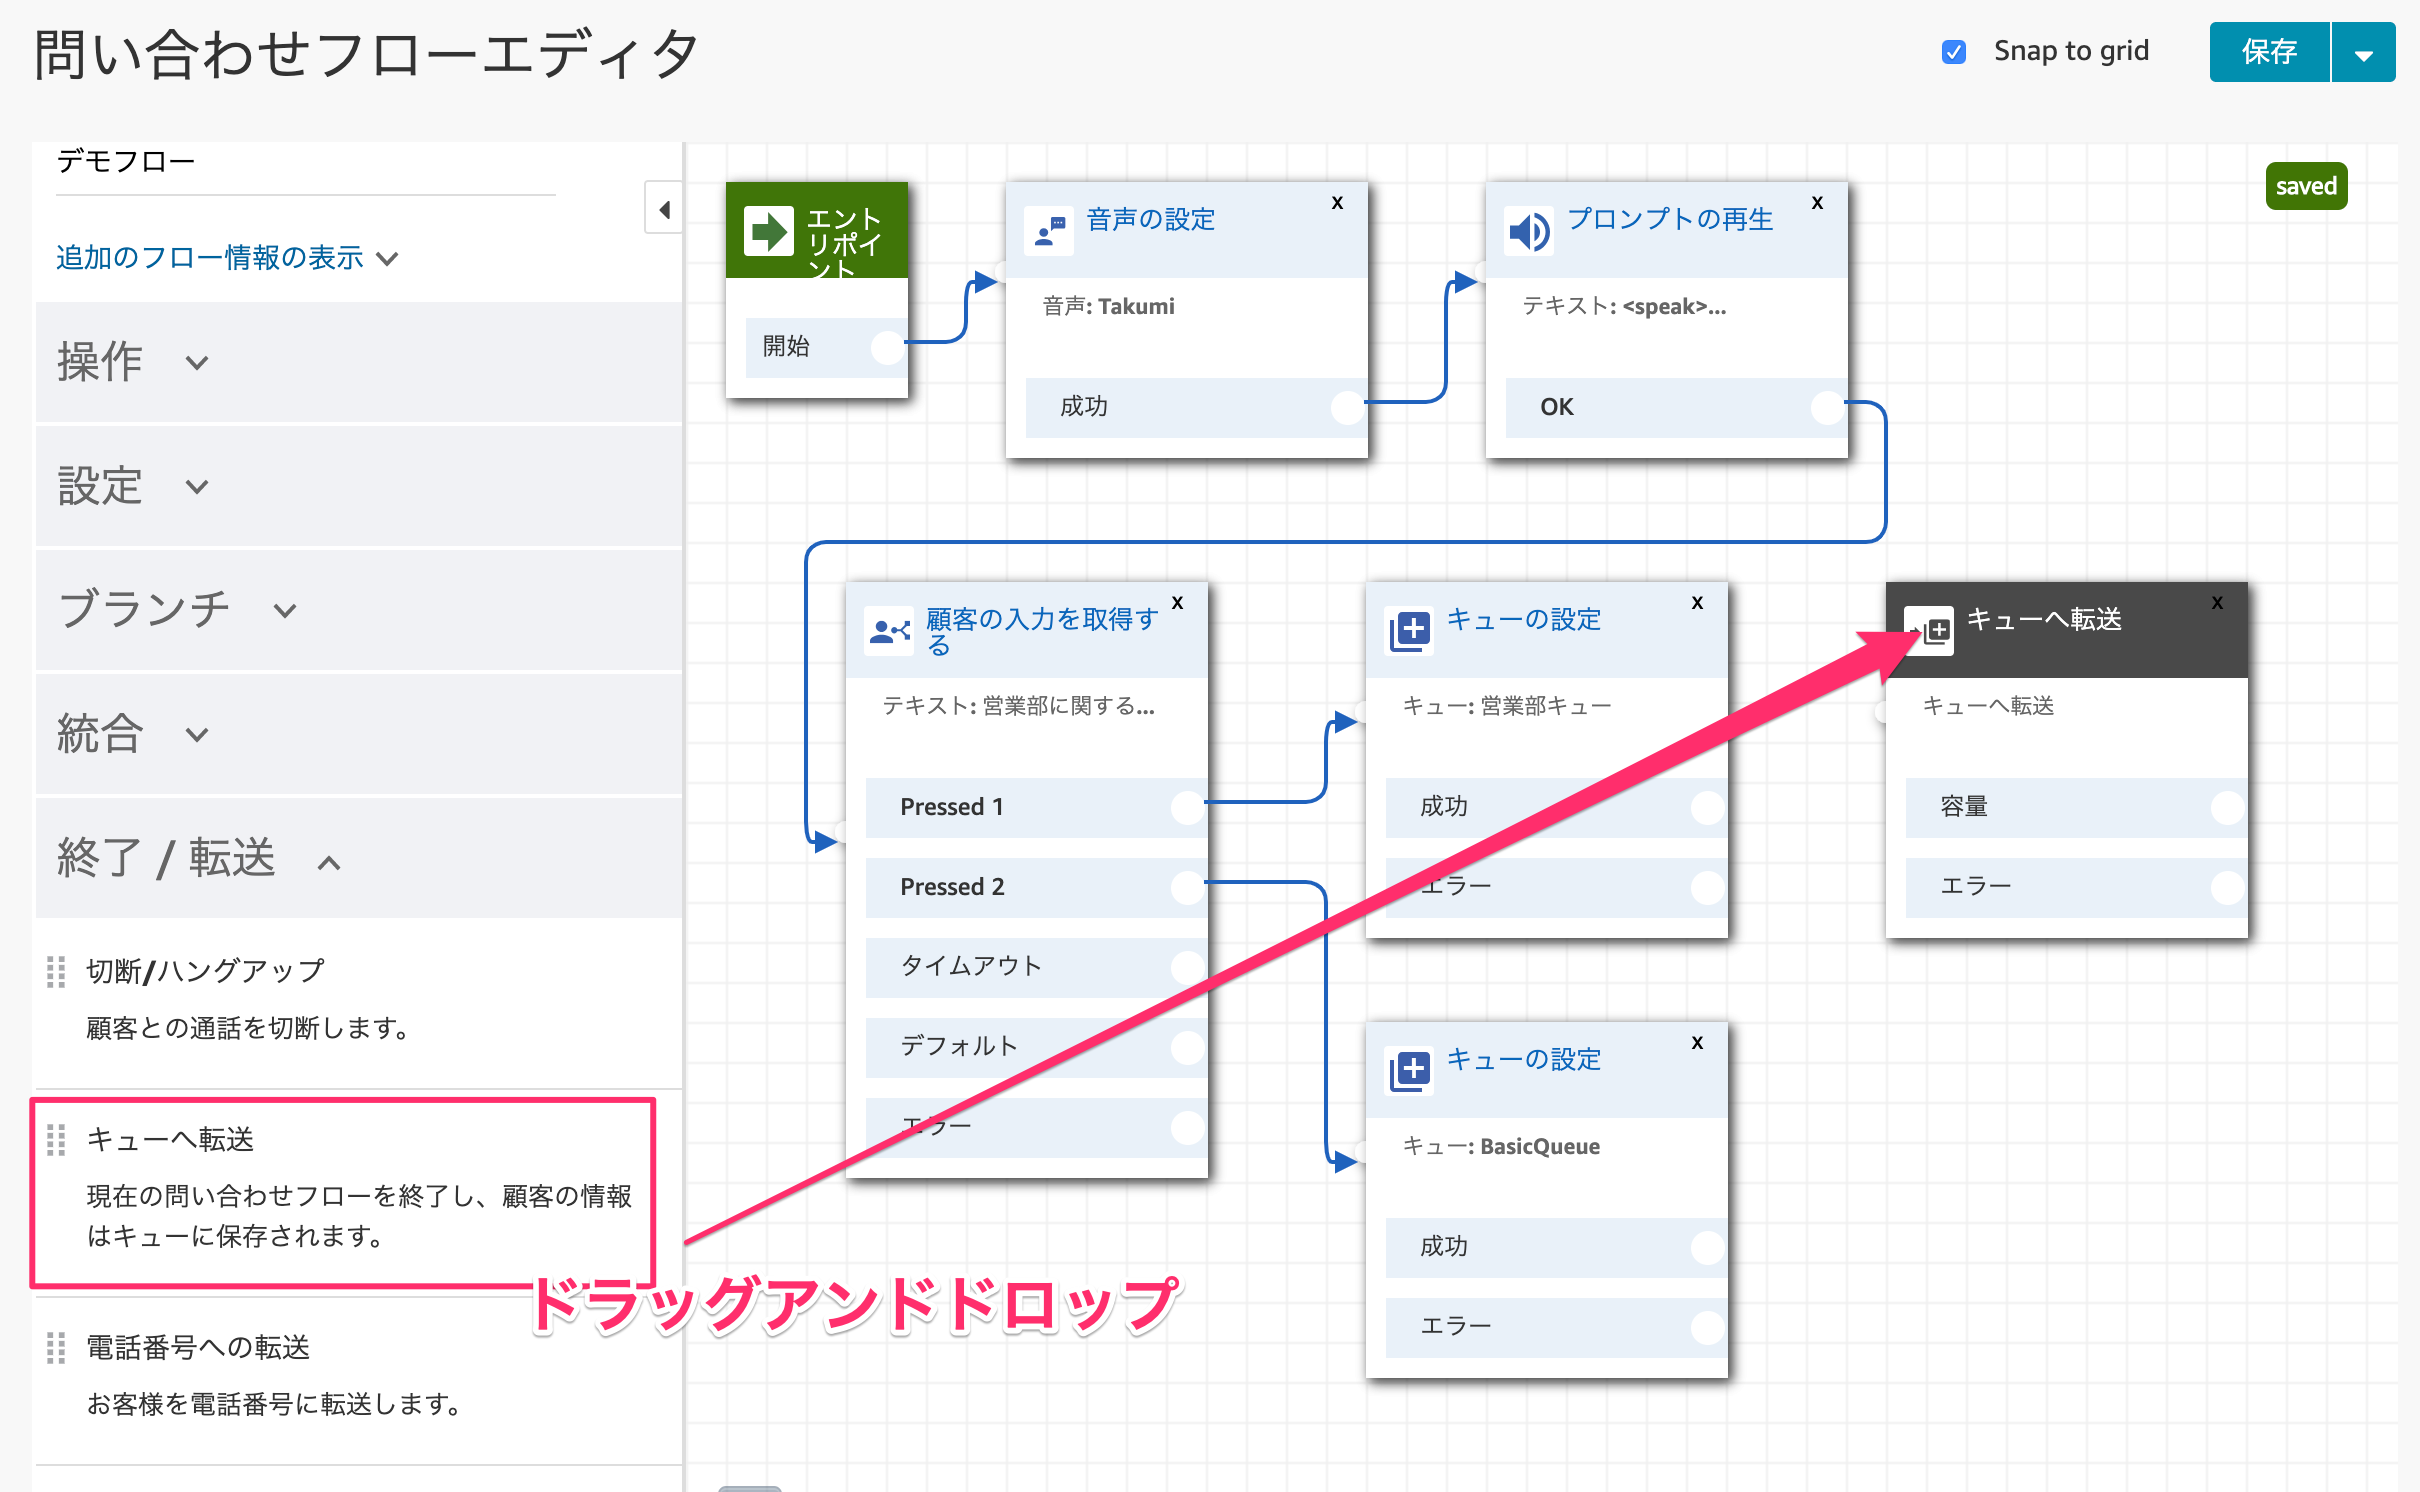 問い合わせフローエディタ
Snap to grid
保存
デモフロー
追加のフロー情報の表示
操作
設定
ブランチ
統合
終了 / 転送
切断/ハングアップ
顧客との通話を切断します。
キューへ転送
現在の問い合わせフローを終了し、顧客の情報
はキューに保存されます。
電話番号への転送
お客様を電話番号に転送します。
saved
エント
リポイ
ント
開始
音声の設定
x
音声: Takumi
成功
プロンプトの再生
x
テキスト: <speak>...
OK
顧客の入力を取得す
る
x
テキスト: 営業部に関する...
Pressed 1
Pressed 2
タイムアウト
デフォルト
エラー
キューの設定
x
キュー: 営業部キュー
成功
エラー
キューへ転送
x
キューへ転送
容量
エラー
キューの設定
x
キュー: BasicQueue
成功
エラー
ドラッグアンドドロップ